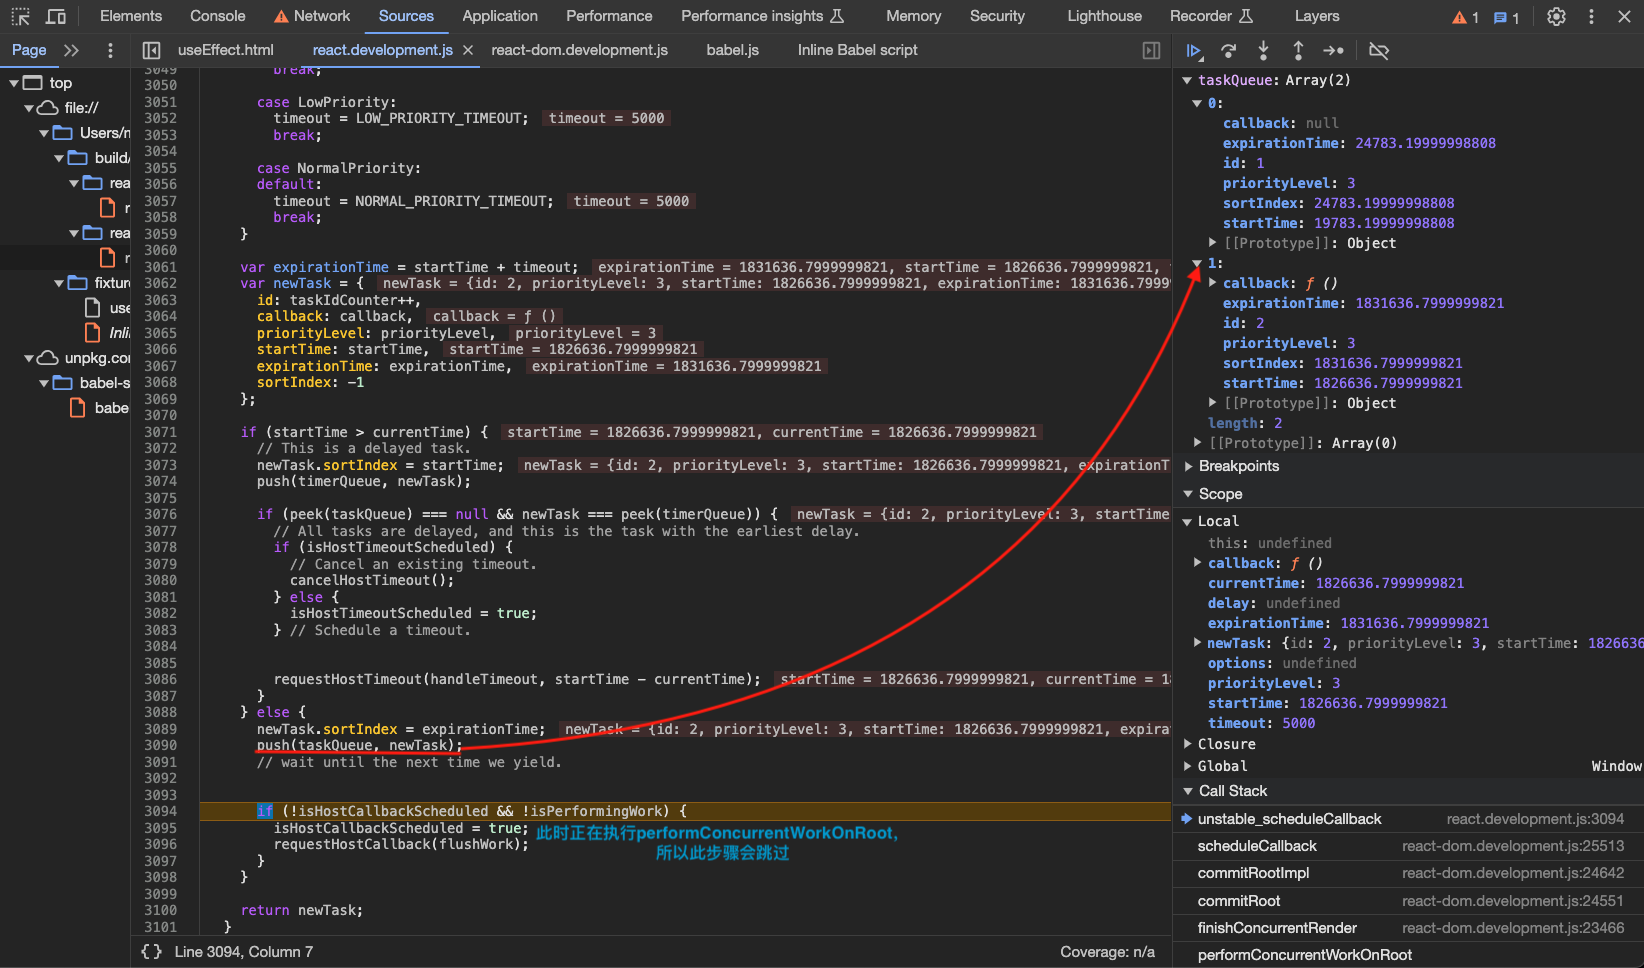 Elements Console Network Sources Application Performance Performance insights Memory Security Lighthouse Recorder Layers 1 1
Page useEffect.html react.development.js react-dom.development.js babel.js Inline Babel script
top
file://
Users/
build/
rea
rea
fixture
use
Inli
unpkg.co
babel-s
babe
3049 break;
3050
3051 case LowPriority:
3052 timeout = LOW_PRIORITY_TIMEOUT; timeout = 5000
3053 break;
3054
3055 case NormalPriority:
3056 default:
3057 timeout = NORMAL_PRIORITY_TIMEOUT; timeout = 5000
3058 break;
3059 }
3060
3061 var expirationTime = startTime + timeout; expirationTime = 1831636.7999999821, startTime = 1826636.7999999821,
3062 var newTask = { newTask = {id: 2, priorityLevel: 3, startTime: 1826636.7999999821, expirationTime: 1831636.7999
3063 id: taskIdCounter++,
3064 callback: callback, callback = ƒ ()
3065 priorityLevel: priorityLevel, priorityLevel = 3
3066 startTime: startTime, startTime = 1826636.7999999821
3067 expirationTime: expirationTime, expirationTime = 1831636.7999999821
3068 sortIndex: -1
3069 };
3070
3071 if (startTime > currentTime) { startTime = 1826636.7999999821, currentTime = 1826636.7999999821
3072 // This is a delayed task.
3073 newTask.sortIndex = startTime; newTask = {id: 2, priorityLevel: 3, startTime: 1826636.7999999821, expirationT
3074 push(timerQueue, newTask);
3075
3076 if (peek(taskQueue) === null && newTask === peek(timerQueue)) { newTask = {id: 2, priorityLevel: 3, startTime
3077 // All tasks are delayed, and this is the task with the earliest delay.
3078 if (isHostTimeoutScheduled) {
3079 // Cancel an existing timeout.
3080 cancelHostTimeout();
3081 } else {
3082 isHostTimeoutScheduled = true;
3083 } // Schedule a timeout.
3084
3085
3086 requestHostTimeout(handleTimeout, startTime - currentTime); startTime = 1826636.7999999821, currentTime = 18
3087 }
3088 } else {
3089 newTask.sortIndex = expirationTime; newTask = {id: 2, priorityLevel: 3, startTime: 1826636.7999999821, expira
3090 push(taskQueue, newTask);
3091 // wait until the next time we yield.
3092
3093
3094 if (!isHostCallbackScheduled && !isPerformingWork) {
3095 isHostCallbackScheduled = true; 此时正在执行performConcurrentWorkOnRoot,
3096 requestHostCallback(flushWork); 所以此步骤会跳过
3097 }
3098 }
3099
3100 return newTask;
3101 }
{} Line 3094, Column 7 Coverage: n/a
taskQueue: Array(2)
0:
callback: null
expirationTime: 24783.19999998808
id: 1
priorityLevel: 3
sortIndex: 24783.19999998808
startTime: 19783.19999998808
[[Prototype]]: Object
1:
callback: ƒ ()
expirationTime: 1831636.7999999821
id: 2
priorityLevel: 3
sortIndex: 1831636.7999999821
startTime: 1826636.7999999821
[[Prototype]]: Object
length: 2
[[Prototype]]: Array(0)
Breakpoints
Scope
Local
this: undefined
callback: ƒ ()
currentTime: 1826636.7999999821
delay: undefined
expirationTime: 1831636.7999999821
newTask: {id: 2, priorityLevel: 3, startTime: 1826636
options: undefined
priorityLevel: 3
startTime: 1826636.7999999821
timeout: 5000
Closure
Global Window
Call Stack
unstable_scheduleCallback react.development.js:3094
scheduleCallback react-dom.development.js:25513
commitRootImpl react-dom.development.js:24642
commitRoot react-dom.development.js:24551
finishConcurrentRender react-dom.development.js:23466
performConcurrentWorkOnRoot